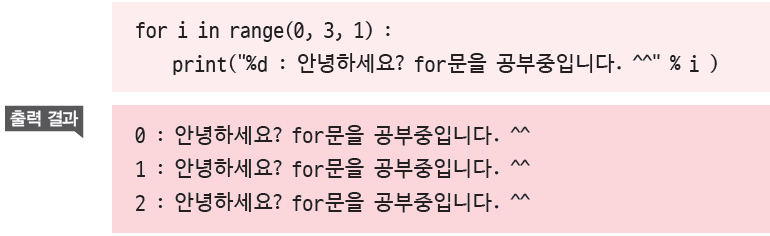 for i in range(0, 3, 1) :
    print("%d : 안녕하세요? for문을 공부중입니다. ^^" % i )
출력 결과
0 : 안녕하세요? for문을 공부중입니다. ^^
1 : 안녕하세요? for문을 공부중입니다. ^^
2 : 안녕하세요? for문을 공부중입니다. ^^